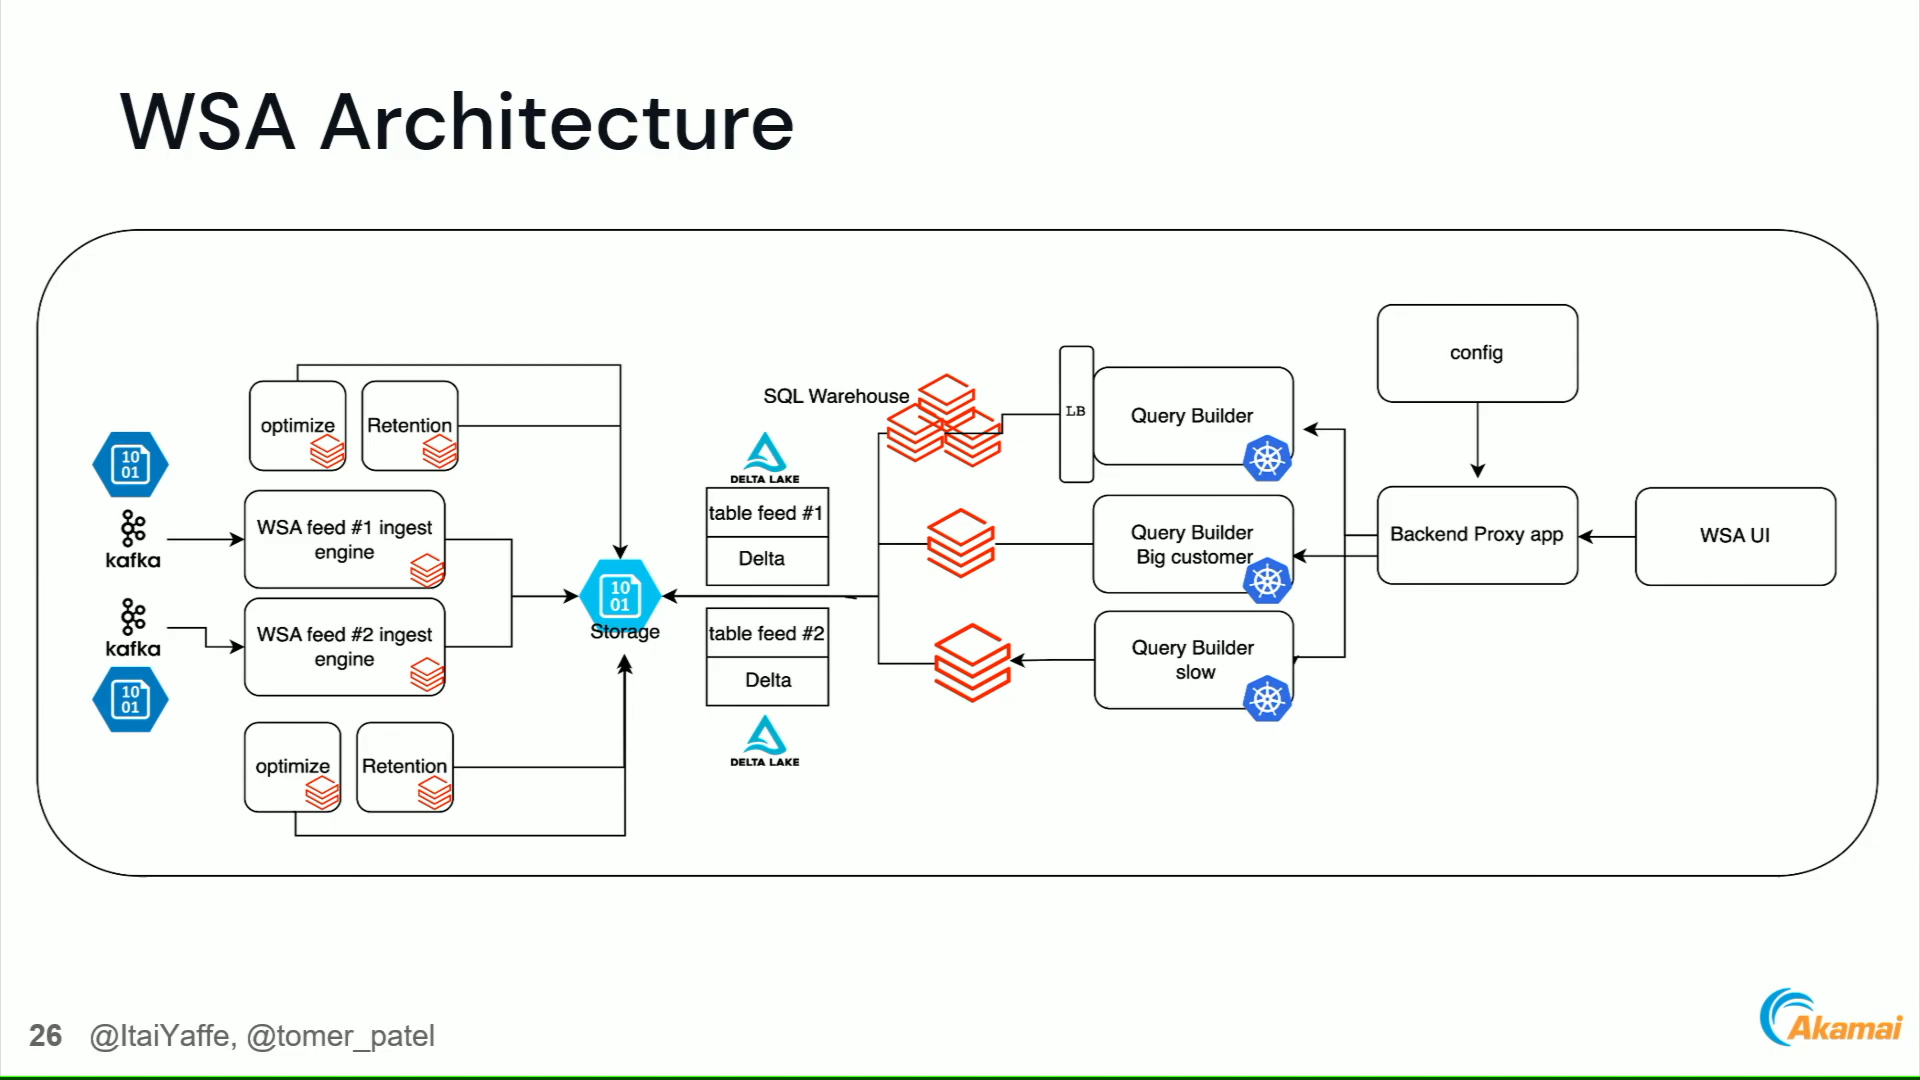 WSA Architecture
config
SQL Warehouse
LB
Query Builder
optimize
Retention
10
01
DELTA LAKE
table feed #1
Delta
kafka
WSA feed #1 ingest
engine
Query Builder
Big customer
Backend Proxy app
WSA UI
10
01
Storage
kafka
WSA feed #2 ingest
engine
table feed #2
Delta
Query Builder
slow
10
01
optimize
Retention
DELTA LAKE
26 @ItaiYaffe, @tomer_patel
Akamai